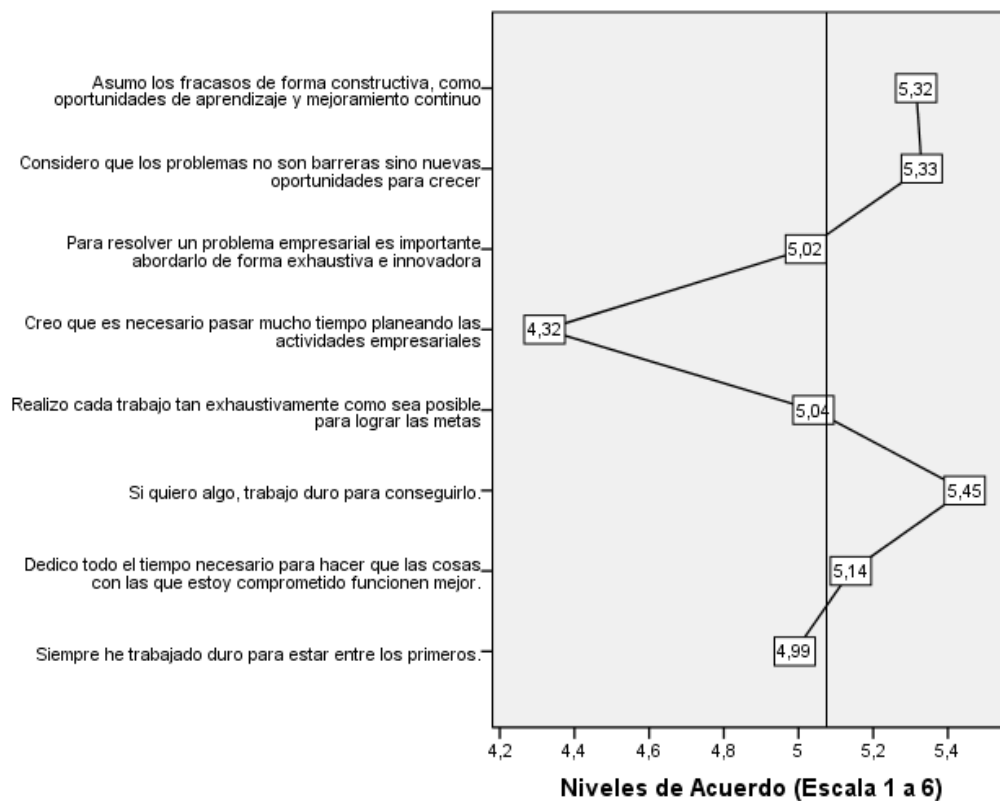 Asumo los fracasos de forma constructiva, como
oportunidades de aprendizaje y mejoramiento continuo
5,32
Considero que los problemas no son barreras sino nuevas
oportunidades para crecer
5,33
Para resolver un problema empresarial es importante
abordarlo de forma exhaustiva e innovadora
5,02
Creo que es necesario pasar mucho tiempo planeando las
actividades empresariales
4,32
Realizo cada trabajo tan exhaustivamente como sea posible
para lograr las metas
5,04
Si quiero algo, trabajo duro para conseguirlo.
5,45
Dedico todo el tiempo necesario para hacer que las cosas
con las que estoy comprometido funcionen mejor.
5,14
Siempre he trabajado duro para estar entre los primeros.
4,99
4,2 4,4 4,6 4,8 5 5,2 5,4
Niveles de Acuerdo (Escala 1 a 6)